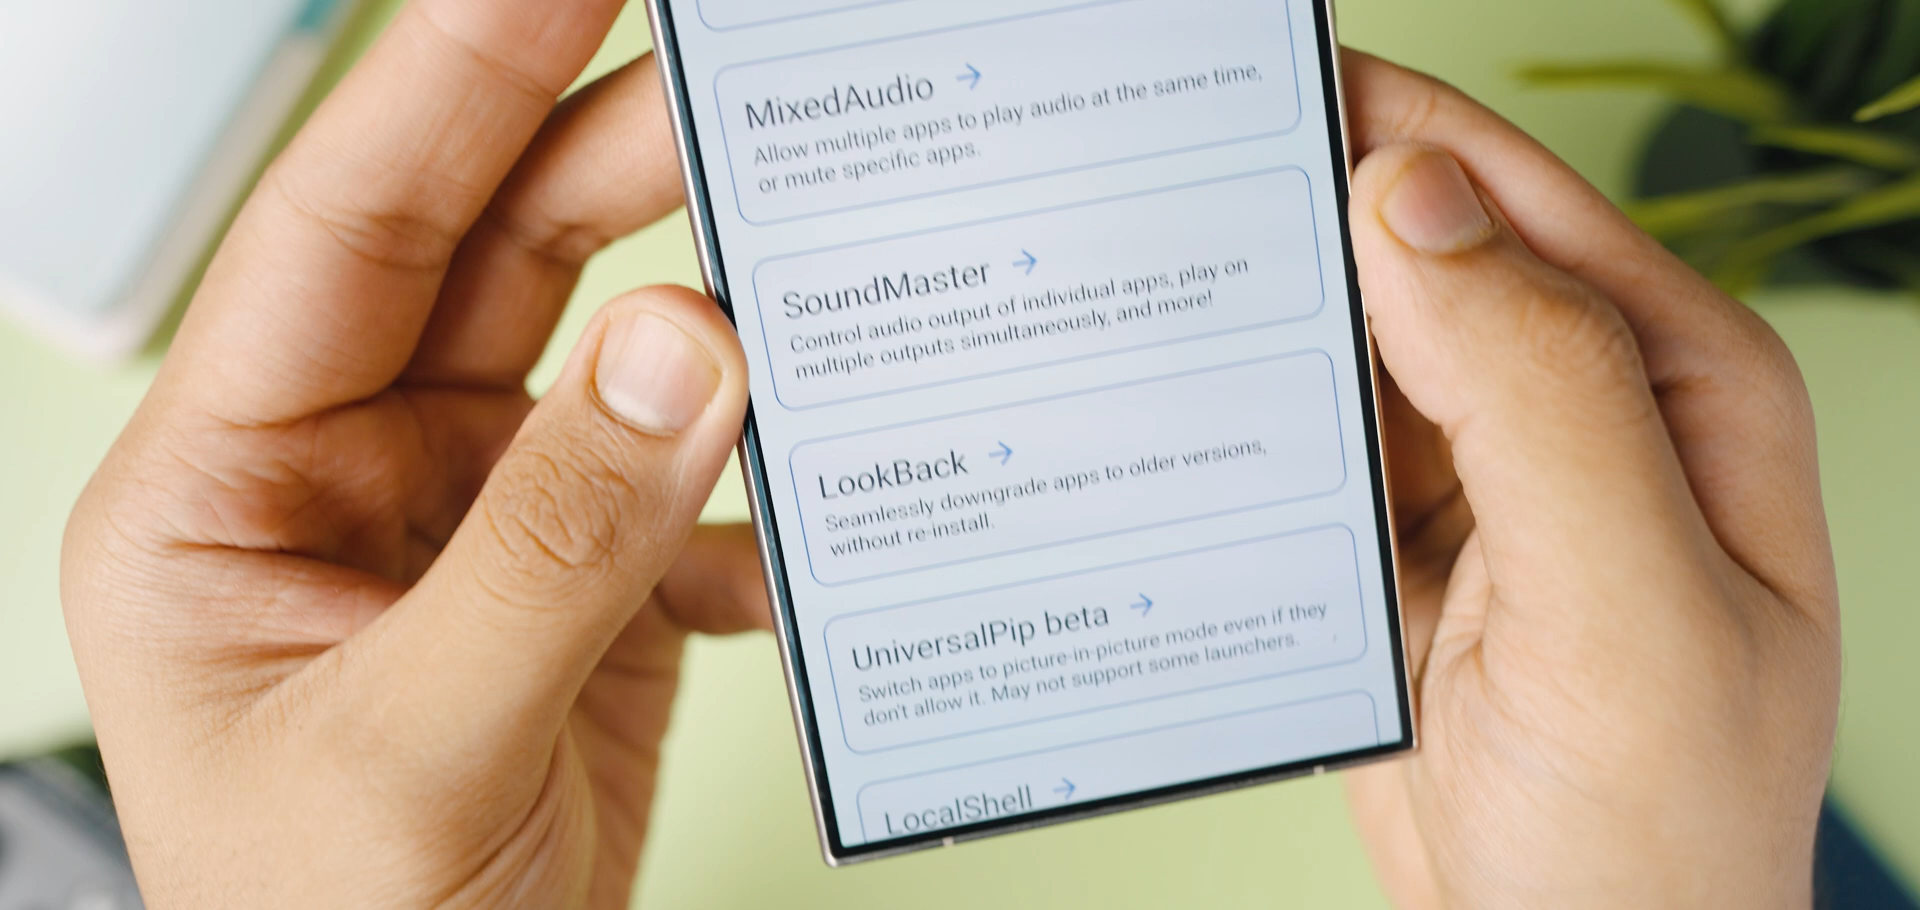 MixedAudio →
Allow multiple apps to play audio at the same time,
or mute specific apps.
SoundMaster →
Control audio output of individual apps, play on
multiple outputs simultaneously, and more!
LookBack →
Seamlessly downgrade apps to older versions,
without re-install.
UniversalPip beta →
Switch apps to picture-in-picture mode even if they
don't allow it. May not support some launchers.
LocalShell →